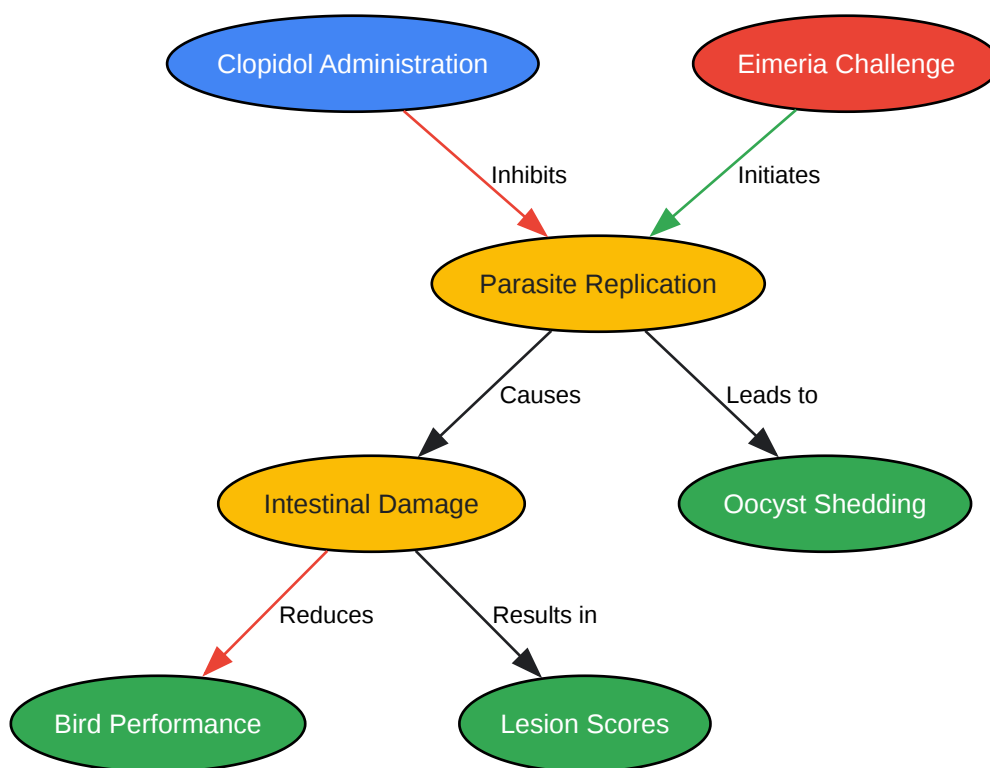 Clopidol Administration
Eimeria Challenge
Inhibits
Initiates
Parasite Replication
Causes
Leads to
Intestinal Damage
Oocyst Shedding
Reduces
Results in
Bird Performance
Lesion Scores